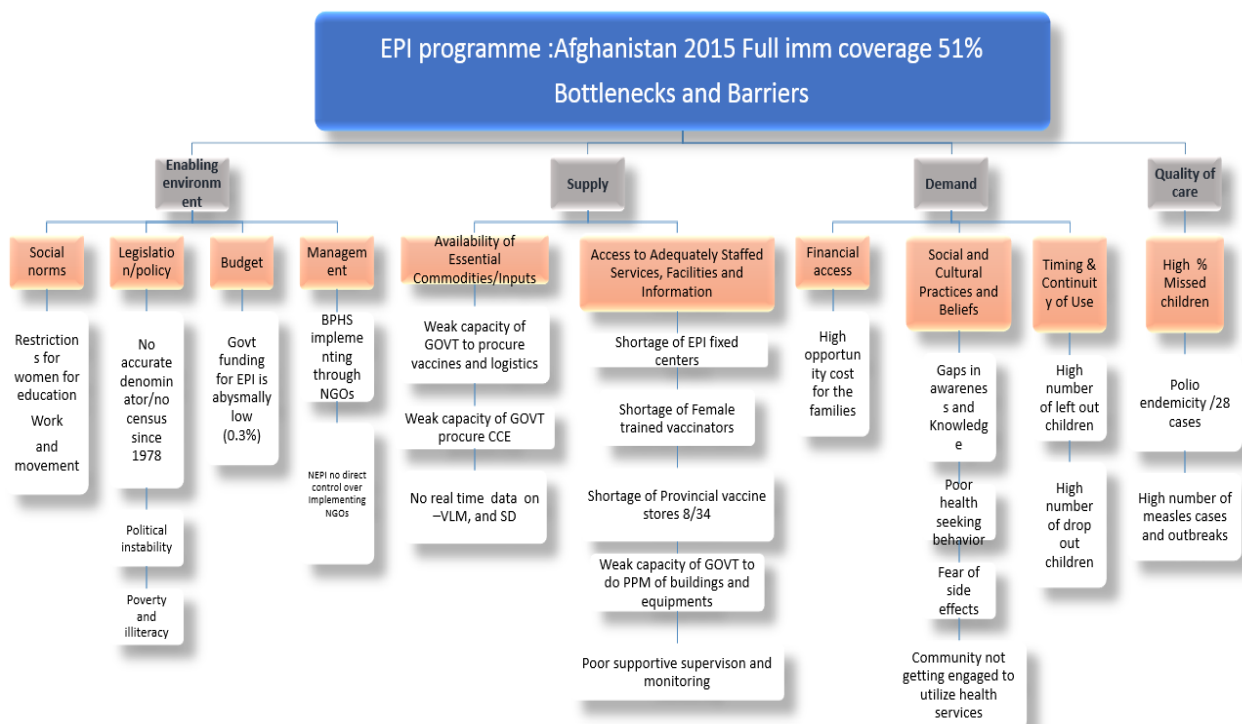 EPI programme :Afghanistan 2015 Full imm coverage 51%
Bottlenecks and Barriers
Enabling
environm
ent
Supply
Demand
Quality of
care
Social
norms
Legislatio
n/policy
Budget
Managem
ent
Availability of
Essential
Commodities/Inputs
Access to Adequately Staffed
Services, Facilities and
Information
Financial
access
Social and
Cultural
Practices and
Beliefs
Timing &
Continuit
y of Use
High %
Missed
children
Restriction
s for
women for
education
Work
and
movement
No
accurate
denomin
ator/no
census
since
1978
Political
instability
Poverty
and
illiteracy
Govt
funding
for EPI is
abysmally
low
(0.3%)
BPHS
impleme
nting
through
NGOs
NEPI no direct
control over
Implementing
NGOs
Weak capacity of
GOVT to procure
vaccines and logistics
Weak capacity of GOVT
procure CCE
No real time data on
–VLM, and SD
Shortage of EPI fixed
centers
Shortage of Female
trained vaccinators
Shortage of Provincial vaccine
stores 8/34
Weak capacity of GOVT to
do PPM of buildings and
equipments
Poor supportive supervison and
monitoring
High
opportu
nity cost
for the
families
Gaps in
awarenes
s and
Knowledg
e
Poor
health
seeking
behavior
Fear of
side
effects
Community not
getting engaged to
utilize health
services
High
number
of left out
children
High
number
of drop
out
children
Polio
endemicity /28
cases
High number of
measles cases
and outbreaks